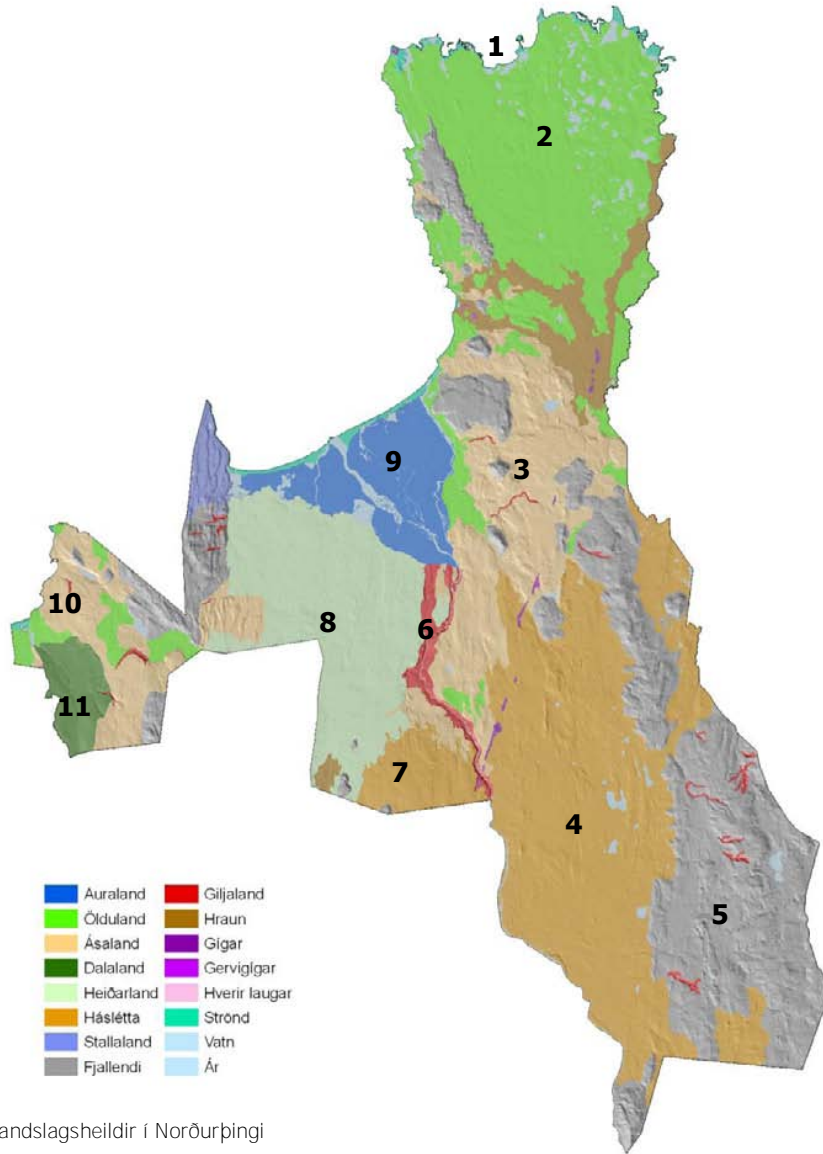 1
2
3
9
10
8
6
11
7
4
5
Auraland
Ölduland
Ásaland
Dalaland
Heiðarland
Háslétta
Stallaland
Fjallendi
Giljaland
Hraun
Gígar
Gervigígar
Hverir laugar
Strönd
Vatn
Ár
andslagsheildir í Norðurþingi